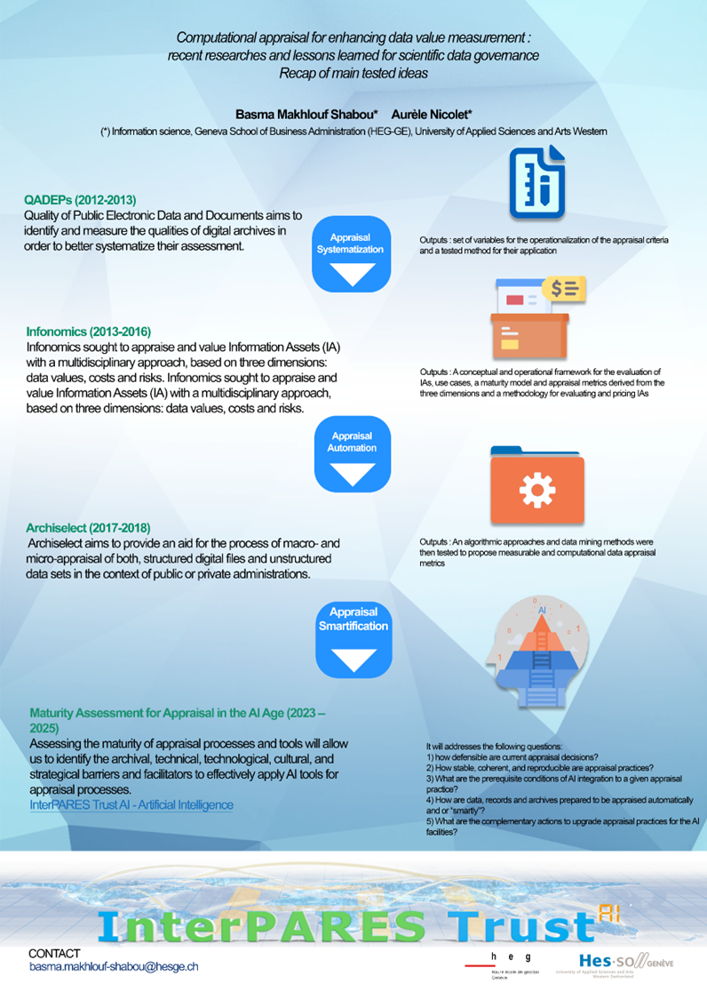 Computational appraisal for enhancing data value measurement :
recent researches and lessons learned for scientific data governance
Recap of main tested ideas
Basma Makhlouf Shabou* Aurèle Nicolet*
(*) Information science, Geneva School of Business Administration (HEG-GE), University of Applied Sciences and Arts Western
QADEPs (2012-2013)
Quality of Public Electronic Data and Documents aims to
identify and measure the qualities of digital archives in
order to better systematize their assessment.
Appraisal
Systematization
Outputs : set of variables for the operationalization of the appraisal criteria
and a tested method for their application
$
Infonomics (2013-2016)
Infonomics sought to appraise and value Information Assets (IA)
with a multidisciplinary approach, based on three dimensions:
data values, costs and risks. Infonomics sought to appraise and
value Information Assets (IA) with a multidisciplinary approach,
based on three dimensions: data values, costs and risks.
Outputs : A conceptual and operational framework for the evaluation of
IAs, use cases, a maturity model and appraisal metrics derived from the
three dimensions and a methodology for evaluating and pricing IAs
Appraisal
Automation
Archiselect (2017-2018)
Archiselect aims to provide an aid for the process of macro- and
micro-appraisal of both, structured digital files and unstructured
data sets in the context of public or private administrations.
Outputs : An algorithmic approaches and data mining methods were
then tested to propose measurable and computational data appraisal
metrics
Appraisal
Smartification
AI
0
1
0
1
1
Maturity Assessment for Appraisal in the AI Age (2023 –
2025)
Assessing the maturity of appraisal processes and tools will allow
us to identify the archival, technical, technological, cultural, and
strategical barriers and facilitators to effectively apply AI tools for
appraisal processes.
InterPARES Trust AI - Artificial Intelligence
It will addresses the following questions:
1) how defensible are current appraisal decisions?
2) How stable, coherent, and reproducible are appraisal practices?
3) What are the prerequisite conditions of AI integration to a given appraisal
practice?
4) How are data, records and archives prepared to be appraised automatically
and or "smartly"?
5) What are the complementary actions to upgrade appraisal practices for the AI
facilities?
InterPARES Trust AI
CONTACT
basma.makhlouf-shabou@hesge.ch
h e g
Haute école de gestion
Genève
Hes·so GENÈVE
University of Applied Sciences and Arts
Western Switzerland